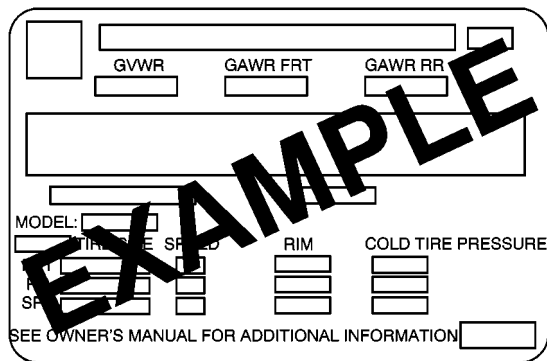 GVWR GAWR FRT GAWR RR
EXAMPLE
MODEL:
SPEED RIM COLD TIRE PRESSURE
SEE OWNER'S MANUAL FOR ADDITIONAL INFORMATION